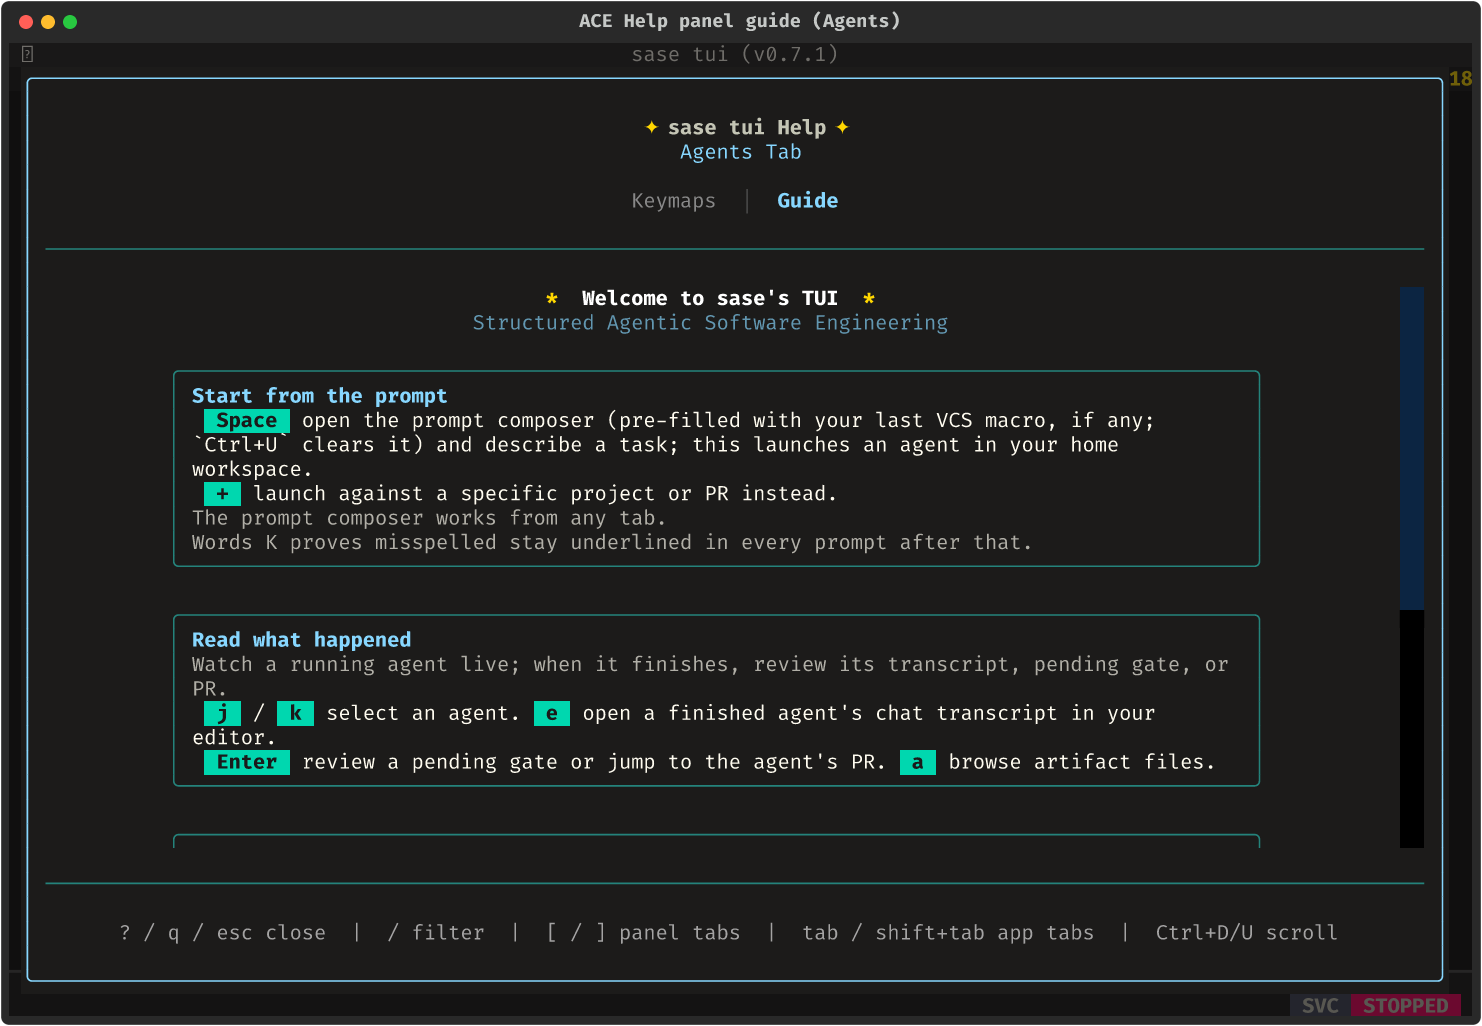 ACE Help panel guide (Agents)
? sase tui (v0.7.1)
18
✦ sase tui Help ✦
Agents Tab
Keymaps │ Guide
* Welcome to sase's TUI *
Structured Agentic Software Engineering
Start from the prompt
Space open the prompt composer (pre-filled with your last VCS macro, if any;
`Ctrl+U` clears it) and describe a task; this launches an agent in your home
workspace.
+ launch against a specific project or PR instead.
The prompt composer works from any tab.
Words K proves misspelled stay underlined in every prompt after that.
Read what happened
Watch a running agent live; when it finishes, review its transcript, pending gate, or
PR.
j / k select an agent. e open a finished agent's chat transcript in your
editor.
Enter review a pending gate or jump to the agent's PR. a browse artifact files.
? / q / esc close | / filter | [ / ] panel tabs | tab / shift+tab app tabs | Ctrl+D/U scroll
SVC STOPPED